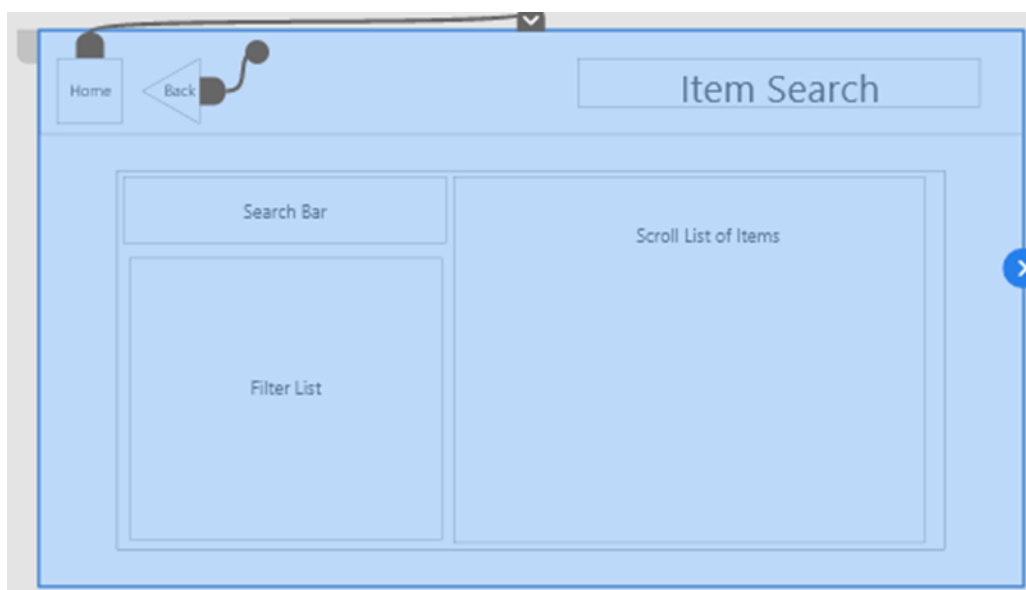 Home
Back
Item Search
Search Bar
Scroll List of Items
Filter List